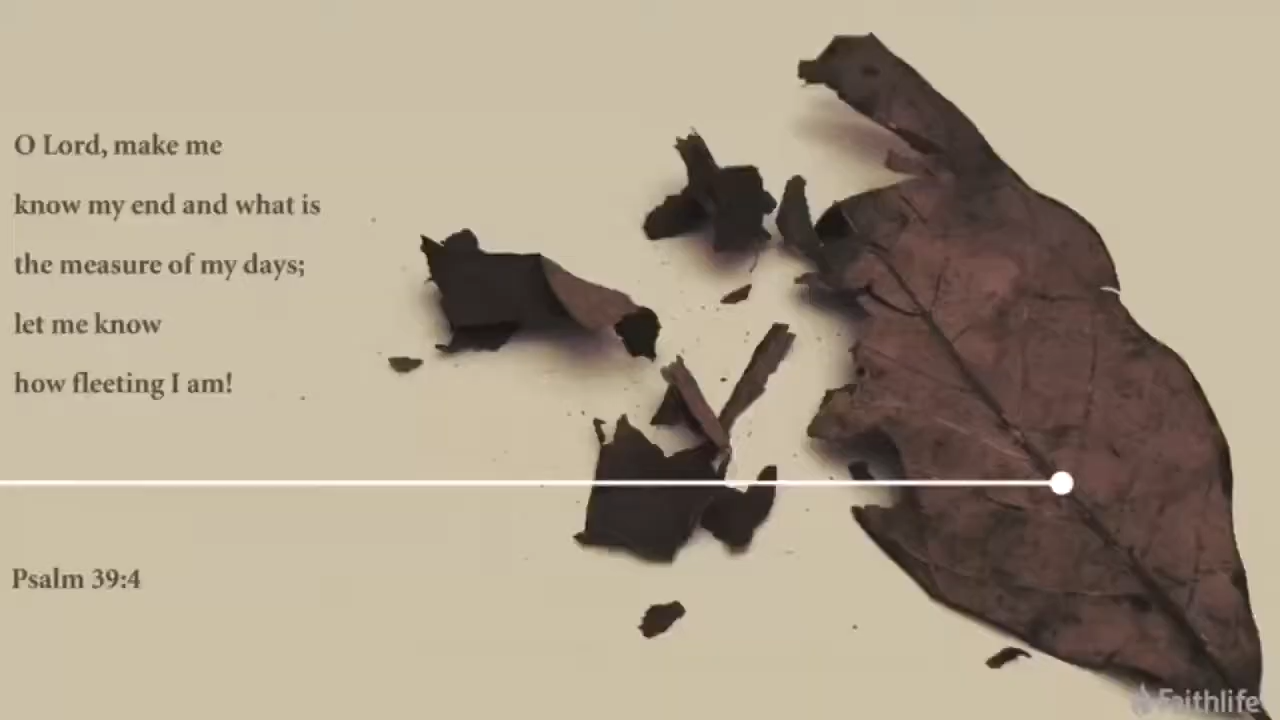 O Lord, make me
know my end and what is
the measure of my days;
let me know
how fleeting I am!
Psalm 39:4
Faithlife